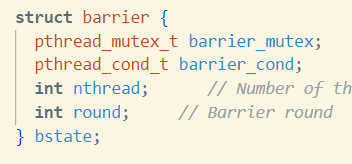 struct barrier {
pthread_mutex_t barrier_mutex;
pthread_cond_t barrier_cond;
int nthread; // Number of th
int round; // Barrier round
} bstate;